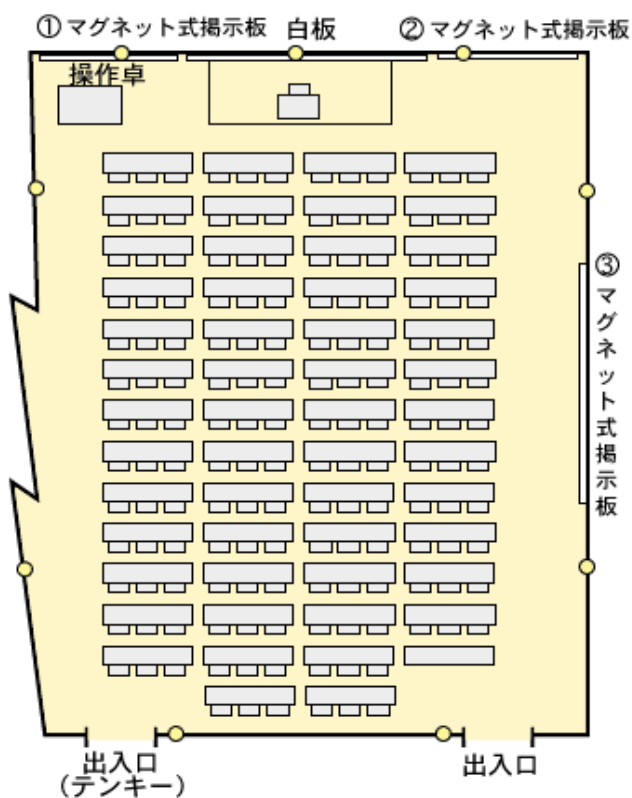 ① マグネット式掲示板
白板
② マグネット式掲示板
操作卓
③マグネット式掲示板
出入口
(テンキー)
出入口